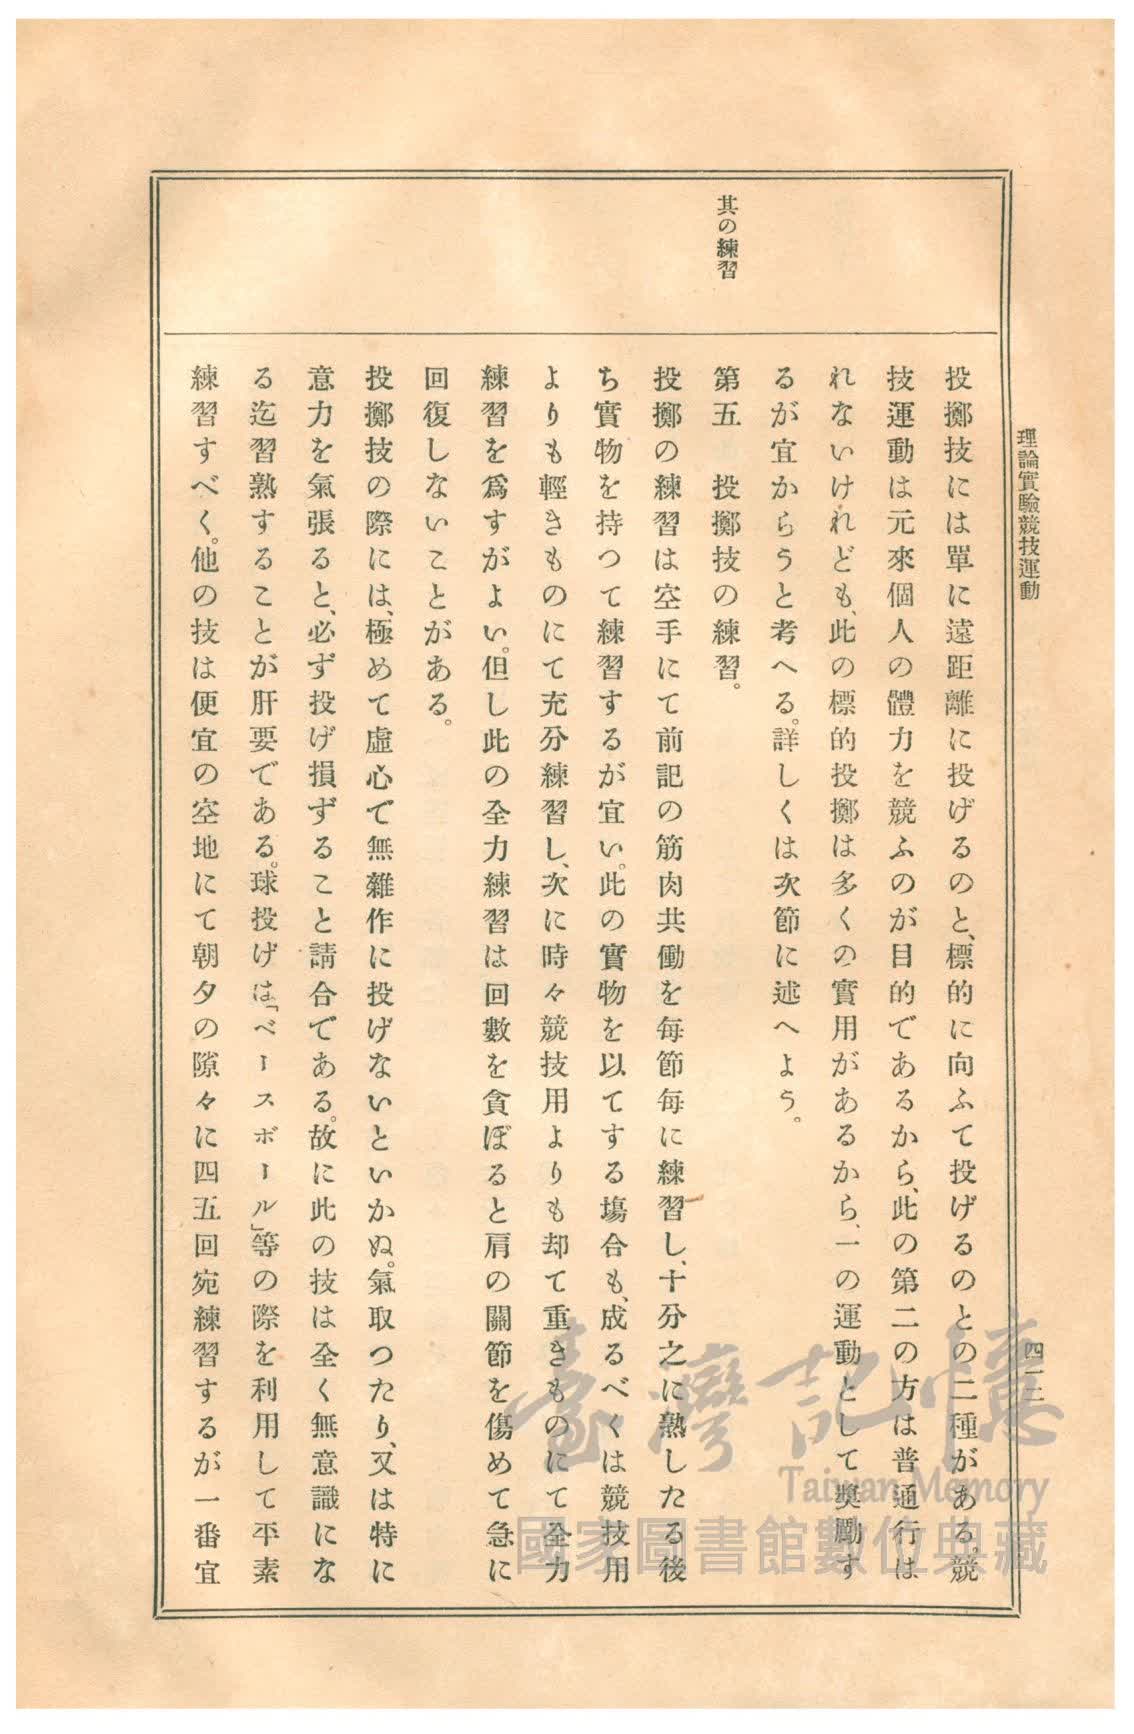 理論實驗競技運動
其の練習
投擲技には單に遠距離に投げるのと、標的に向ふて投げるのとの二種がある。競
技運動は元來個人の體力を競ふのが目的であるから、此の第二の方は普通行は
れないけれども、此の標的投擲は多くの實用があるから、一の運動として奬勵す
るが宜からうと考へる。詳しくは次節に述へよう。
第五　投擲技の練習。
投擲の練習は空手にて前記の筋肉共働を每節每に練習し、十分之に熟したる後
ち實物を持つて練習するが宜い。此の實物を以てする塲合も、成るべくは競技用
よりも輕きものにて充分練習し、次に時々競技用よりも却て重きものにて全力
練習を爲すがよい。但し此の全力練習は回數を貪ぼると肩の關節を傷めて急に
回復しないことがある。
投擲技の際には、極めて虛心で無雜作に投げないといかぬ。氣取つたり、又は特に
意力を氣張ると、必ず投げ損ずること請合である。故に此の技は全く無意識にな
る迄習熟することが肝要である。球投げは「ベースボール」等の際を利用して平素
練習すべく。他の技は便宜の空地にて朝夕の隙々に四五回宛練習するが一番宜
臺灣記憶
Taiwan Memory
國家圖書館數位典藏